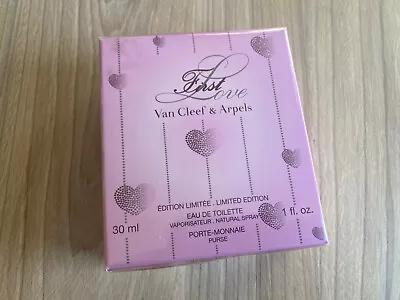 First
Love
Van Cleef & Arpels
ÉDITION LIMITÉE . LIMITED EDITION
EAU DE TOILETTE
VAPORISATEUR . NATURAL SPRAY
30 ml
1 fl. oz.
PORTE-MONNAIE
PURSE